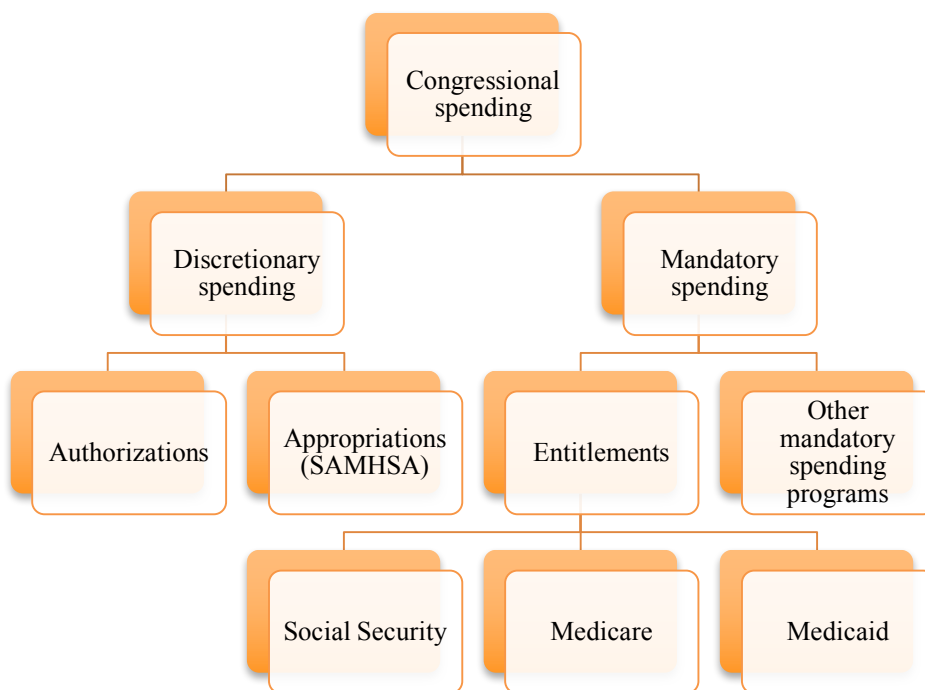 Congressional
spending
Discretionary
spending
Mandatory
spending
Authorizations
Appropriations
(SAMHSA)
Entitlements
Other
mandatory
spending
programs
Social Security
Medicare
Medicaid